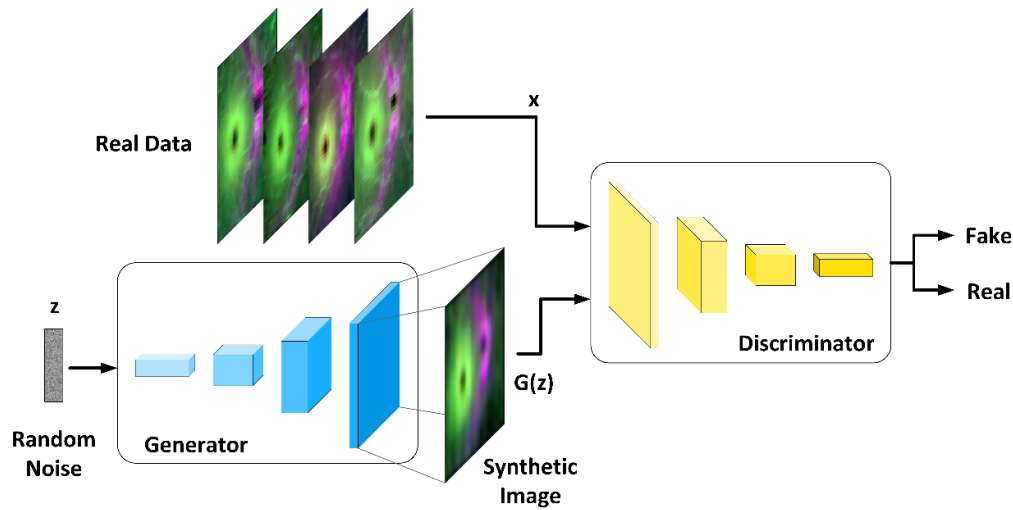 x
Real Data
Fake
z
Real
Discriminator
G(z)
Random
Noise
Generator
Synthetic
Image